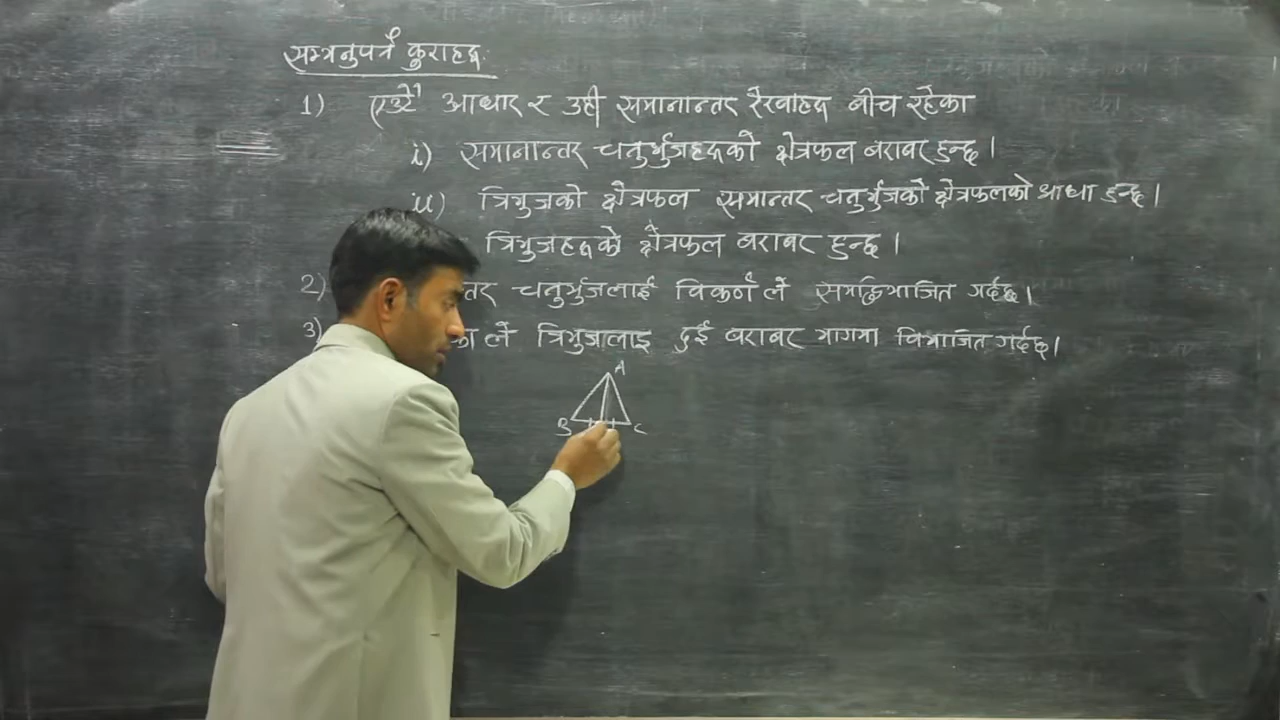 सम्झनुपर्ने कुराहरू:
1) एउटै आधार र उही समानान्तर रेखाहरू बीच रहेका
i) समानान्तर चतुर्भुजहरूको क्षेत्रफल बराबर हुन्छ।
ii) त्रिभुजको क्षेत्रफल समान्तर चतुर्भुजको क्षेत्रफलको आधा हुन्छ।
त्रिभुजहरूको क्षेत्रफल बराबर हुन्छ।
2) न्तर चतुर्भुजलाई विकर्ण ले समद्विभाजित गर्दछ।
3) का ले त्रिभुजालाइ दुई बराबर भागमा विभाजित गर्दछ।
A
B C